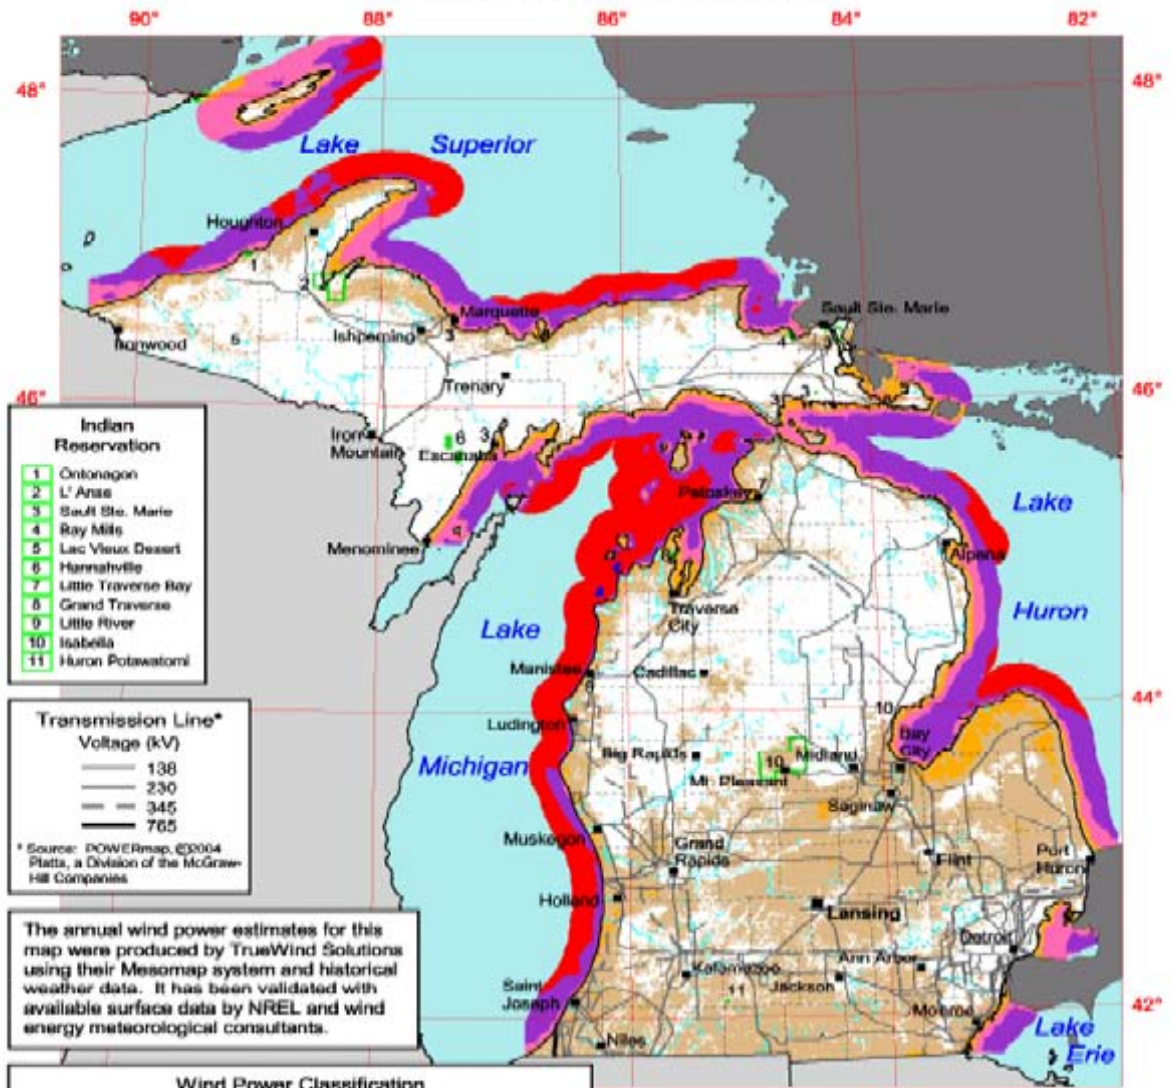 90°
88°
86°
84°
82°
48°
48°
Lake Superior
Houghton
1
2
Marquette
Sault Ste. Marie
Ironwood
5
Ishpeming
3
4
3
Trenary
46°
46°
3
3
Iron Mountain
6
3
Escanaba
Petoskey
7
Lake
Menominee
Alpena
8
Traverse City
Huron
Lake
Manistee
Cadillac
9
44°
Ludington
10
Bay City
Michigan
Big Rapids
10
Midland
Mt. Pleasant
Saginaw
Muskegon
Grand Rapids
Flint
Port Huron
Holland
Lansing
Detroit
Ann Arbor
Saint Joseph
Kalamazoo
Jackson
11
42°
Monroe
Niles
Lake Erie
Indian
Reservation
1 Ontonagon
2 L' Anse
3 Sault Ste. Marie
4 Bay Mills
5 Lac Vieux Desert
6 Hannahville
7 Little Traverse Bay
8 Grand Traverse
9 Little River
10 Isabella
11 Huron Potawatomi
Transmission Line*
Voltage (kV)
138
230
345
765
* Source: POWERmap, ©2004
Platts, a Division of the McGraw-
Hill Companies
The annual wind power estimates for this
map were produced by TrueWind Solutions
using their Mesomap system and historical
weather data. It has been validated with
available surface data by NREL and wind
energy meteorological consultants.
Wind Power Classification